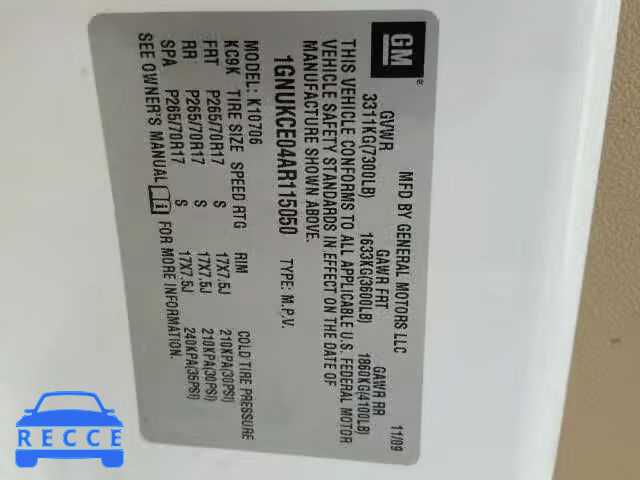 GM
MFD BY GENERAL MOTORS LLC 11/09
GVWR GAWR FRT GAWR RR
3311KG(7300LB) 1633KG(3600LB) 1860KG(4100LB)
THIS VEHICLE CONFORMS TO ALL APPLICABLE U.S. FEDERAL MOTOR
VEHICLE SAFETY STANDARDS IN EFFECT ON THE DATE OF
MANUFACTURE SHOWN ABOVE.
1GNUKCE04AR115050 TYPE: M.P.V.
MODEL: K10706
KC9K TIRE SIZE SPEED RTG RIM COLD TIRE PRESSURE
FRT P265/70R17 S 17X7.5J 210KPA(30PSI)
RR P265/70R17 S 17X7.5J 210KPA(30PSI)
SPA P265/70R17 S 17X7.5J 240KPA(35PSI)
SEE OWNER'S MANUAL i FOR MORE INFORMATION.
RECCE